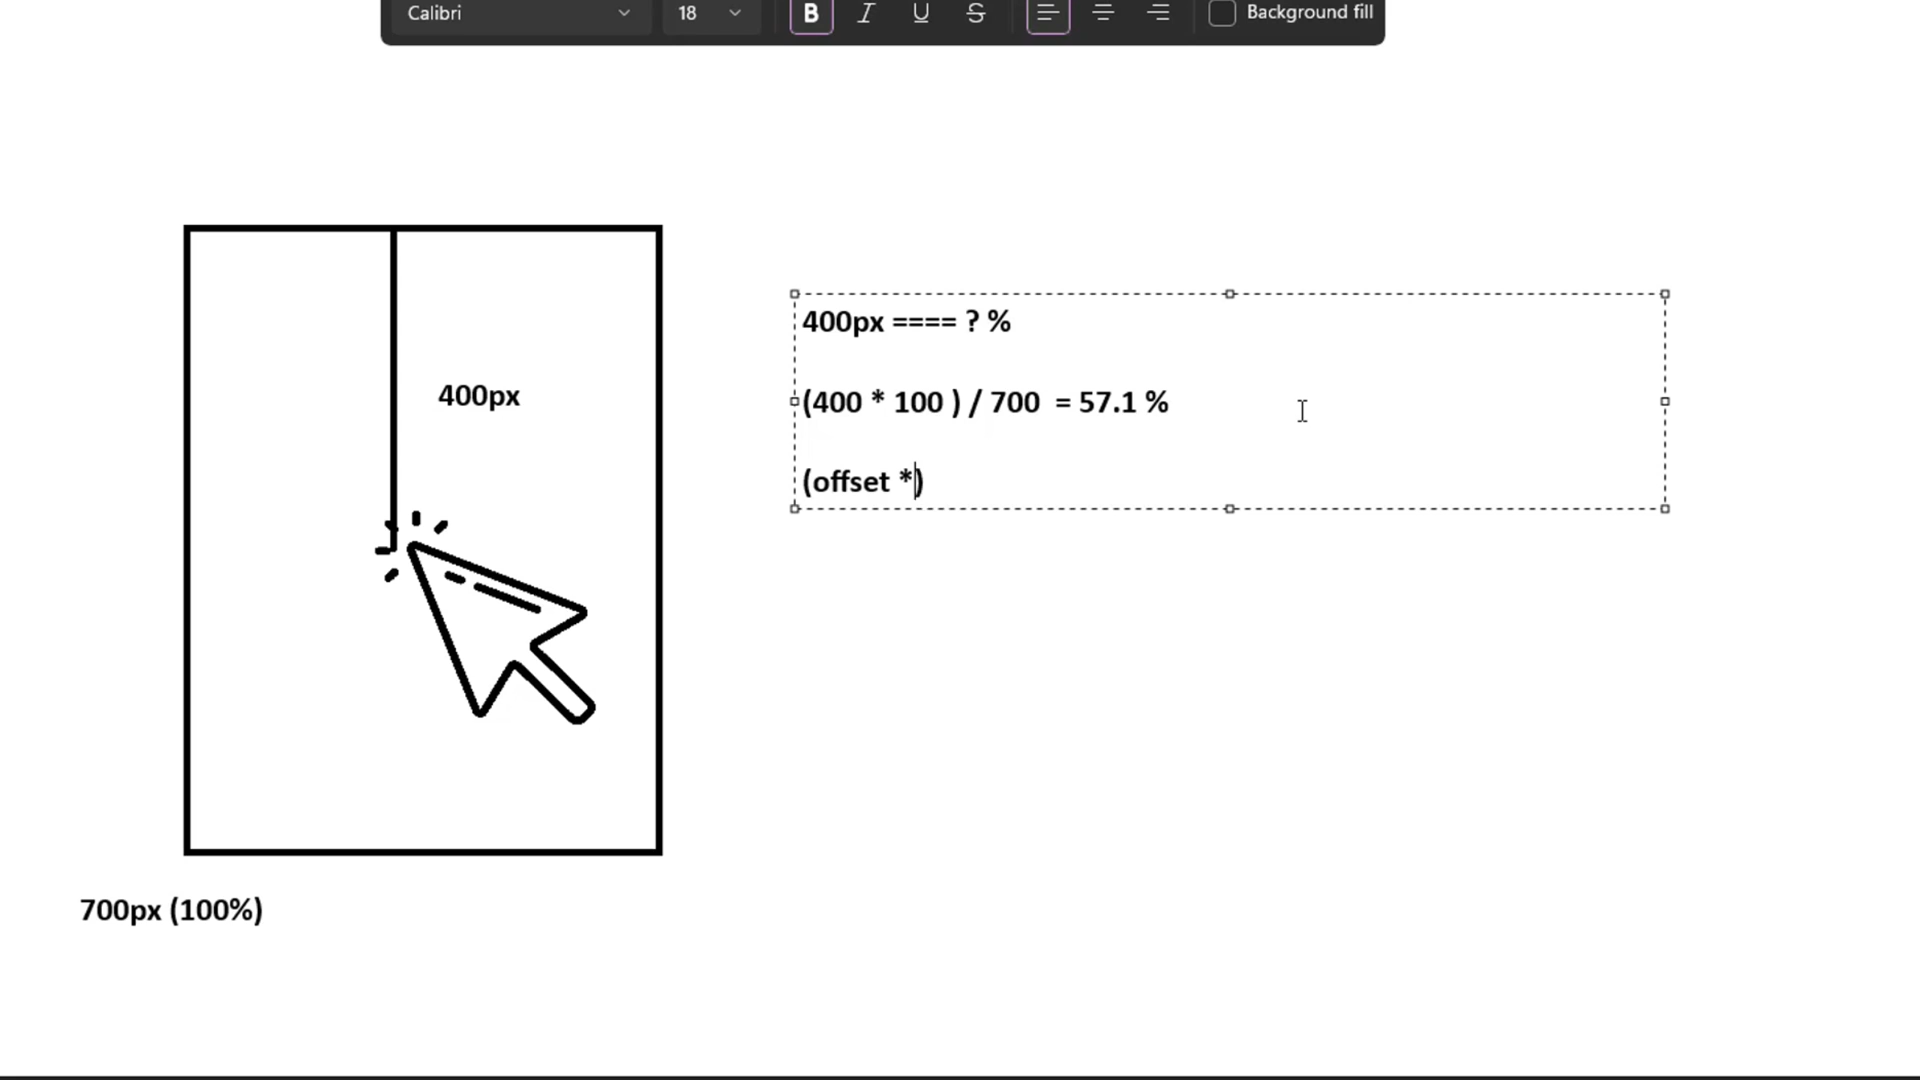 Calibri 18 B I U S Background fill
400px ==== ? %
400px
(400 * 100 ) / 700  = 57.1 %
(offset *)
700px (100%)